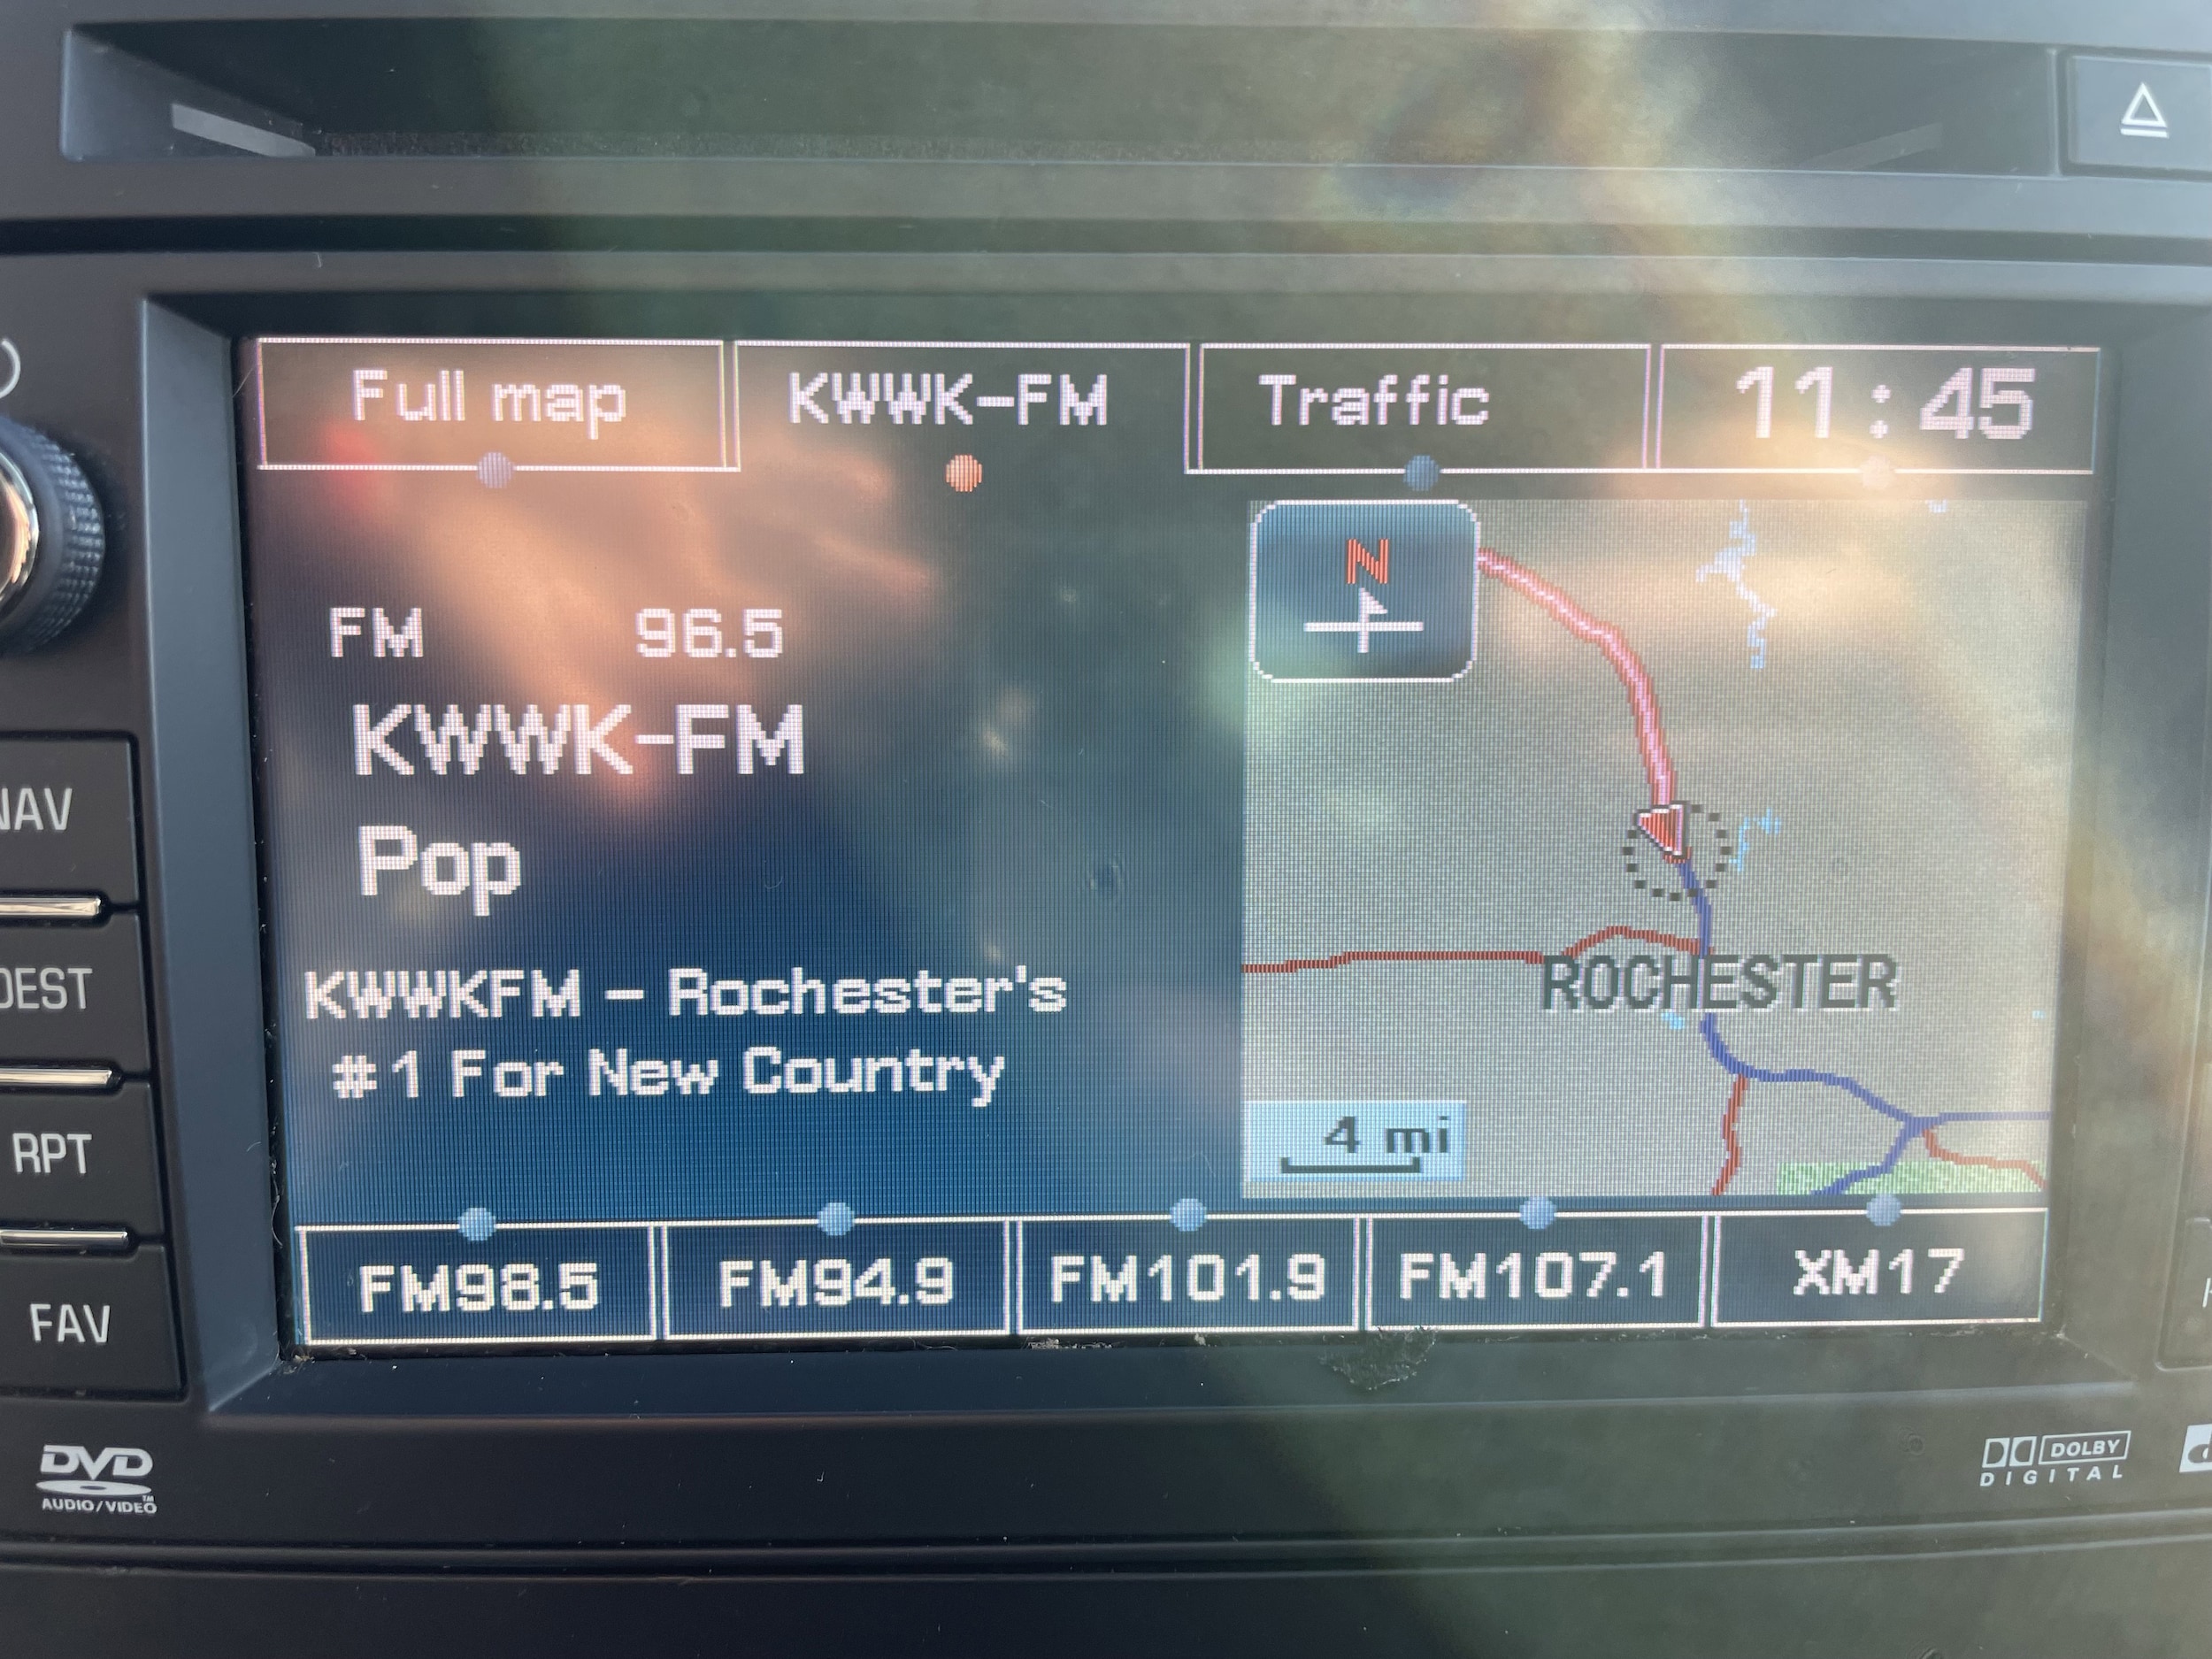 Full map
KWWK-FM
Traffic
11:45
FM 96.5
KWWK-FM
Pop
KWWKFM - Rochester's
#1 For New Country
N
ROCHESTER
4 mi
FM98.5
FM94.9
FM101.9
FM107.1
XM17
NAV
DEST
RPT
FAV
DVD
AUDIO/VIDEO™
DOLBY
DIGITAL